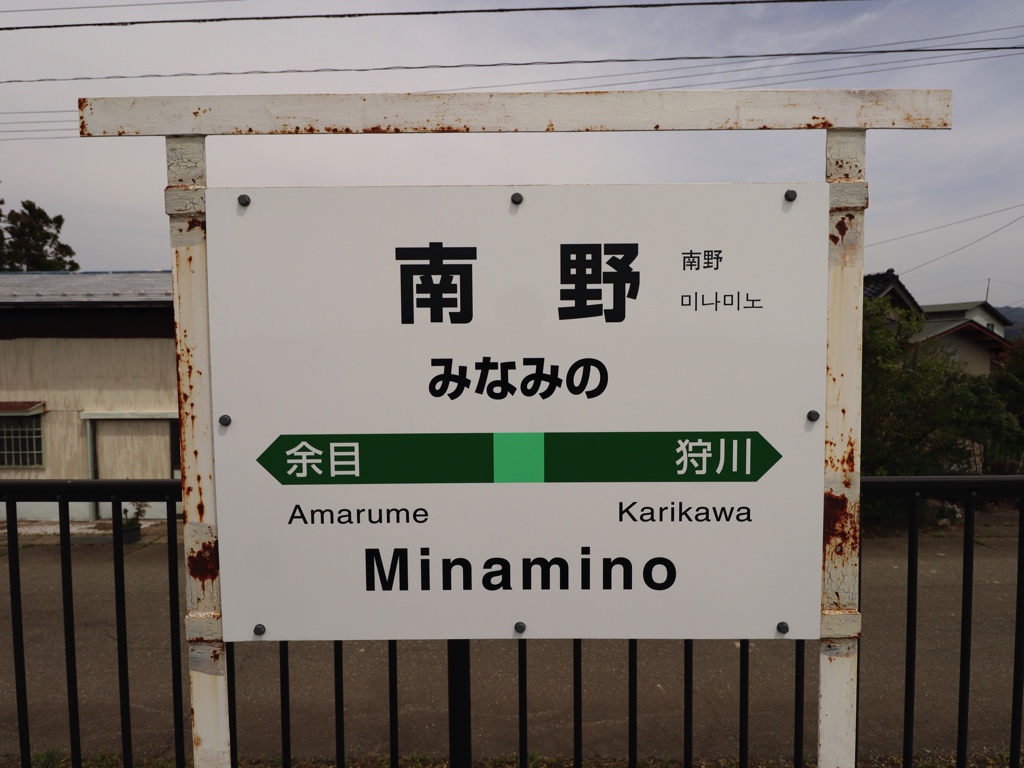 南野
南野
미나미노
みなみの
余目 狩川
Amarume Karikawa
Minamino